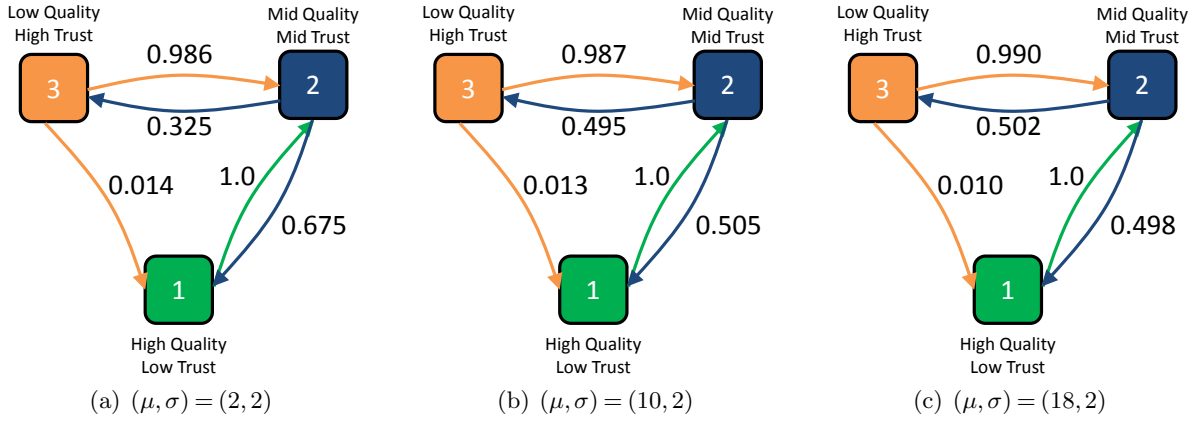 Low Quality
High Trust
Mid Quality
Mid Trust
3
0.986
2
0.325
0.014
1.0
0.675
1
High Quality
Low Trust
(a) (μ, σ) = (2, 2)
Low Quality
High Trust
Mid Quality
Mid Trust
3
0.987
2
0.495
0.013
1.0
0.505
1
High Quality
Low Trust
(b) (μ, σ) = (10, 2)
Low Quality
High Trust
Mid Quality
Mid Trust
3
0.990
2
0.502
0.010
1.0
0.498
1
High Quality
Low Trust
(c) (μ, σ) = (18, 2)